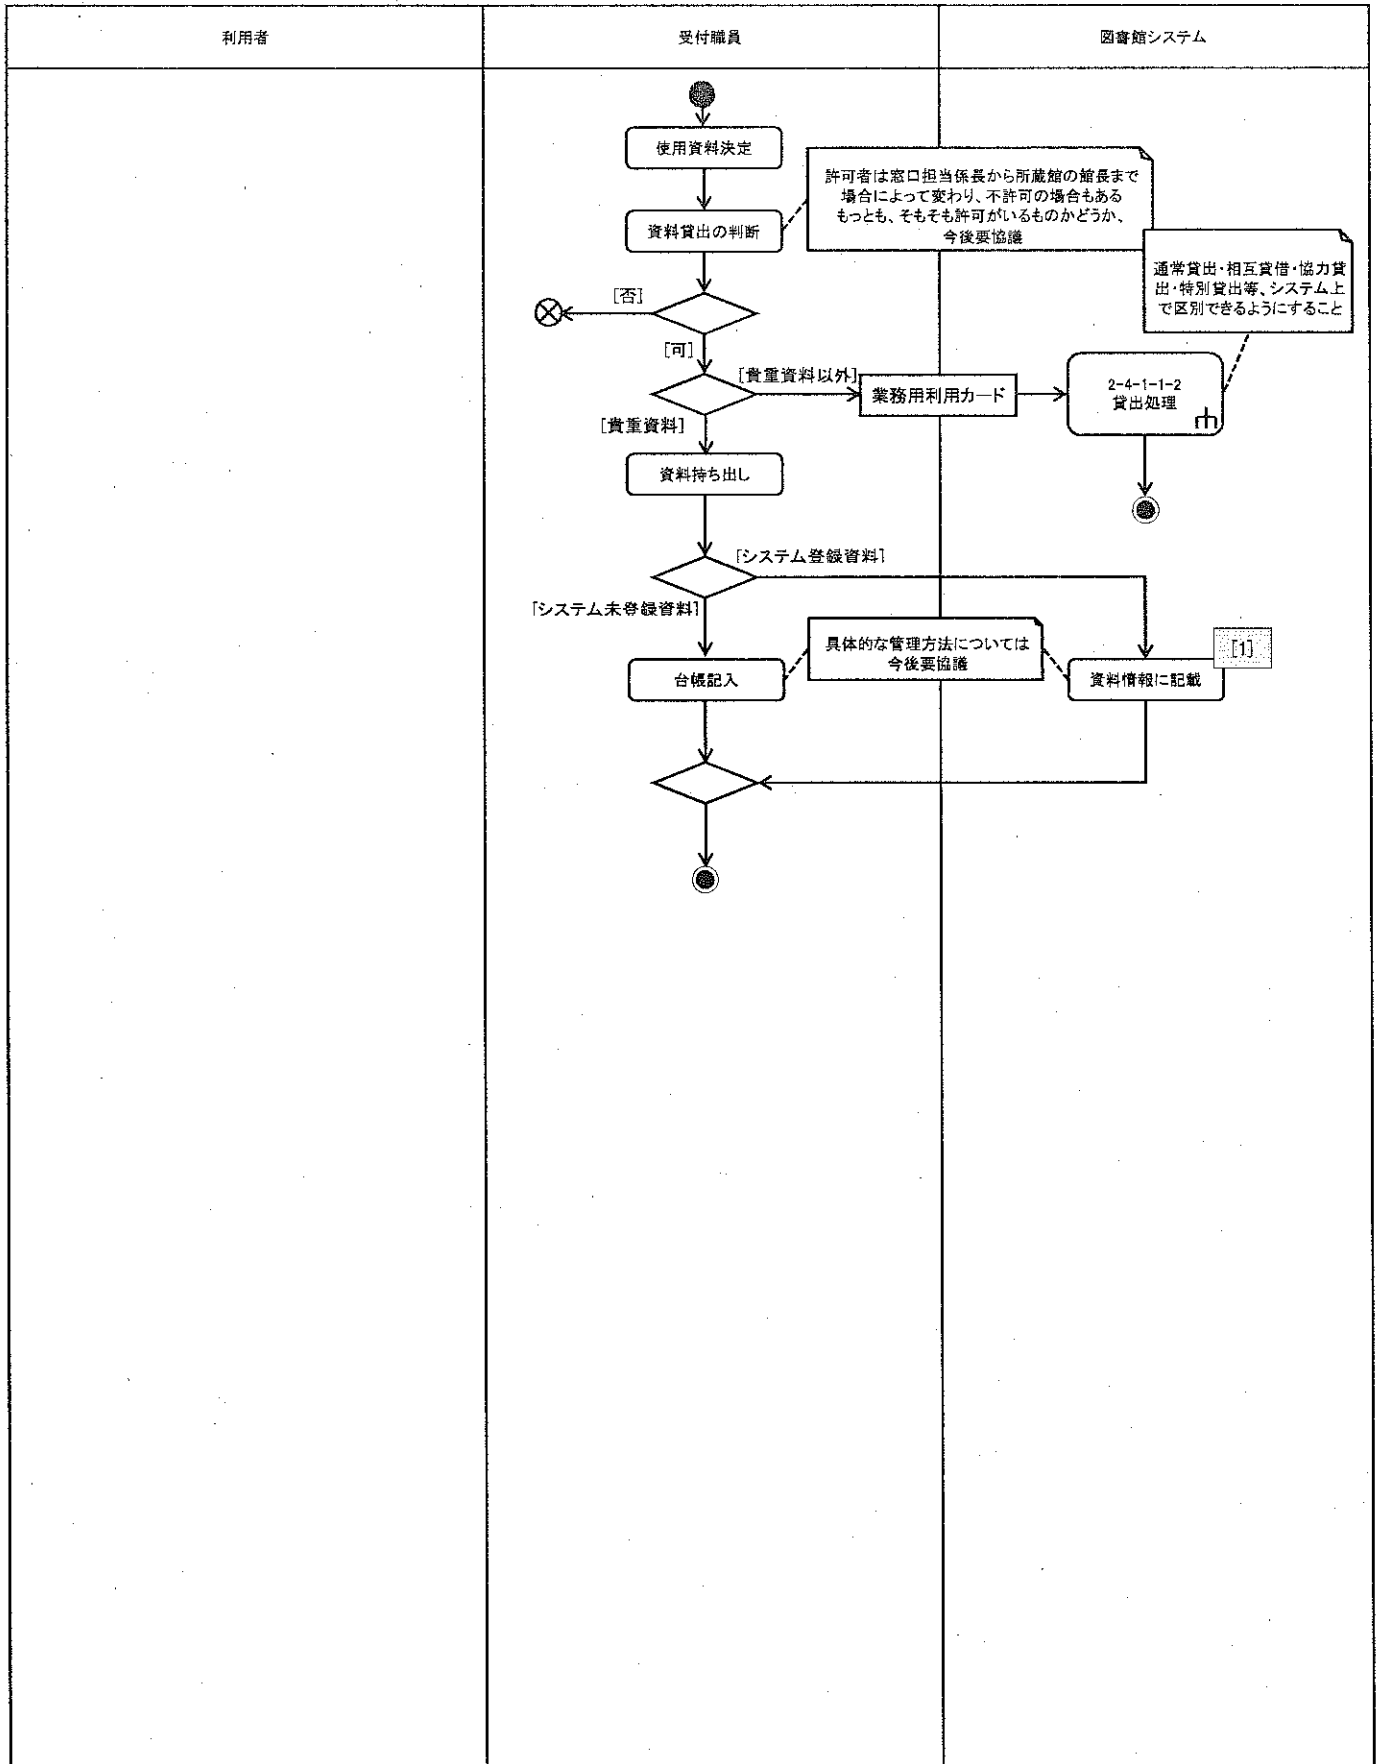 利用者
受付職員
図書館システム
使用資料決定
許可者は窓口担当係長から所蔵館の館長まで
場合によって変わり、不許可の場合もある
もっとも、そもそも許可がいるものかどうか、
今後要協議
資料貸出の判断
通常貸出・相互貸借・協力貸
出・特別貸出等、システム上
で区別できるようにすること
[否]
[可]
[貴重資料以外]
業務用利用カード
2-4-1-1-2
貸出処理
[貴重資料]
資料持ち出し
[システム登録資料]
[システム未登録資料]
具体的な管理方法については
今後要協議
[1]
台帳記入
資料情報に記載